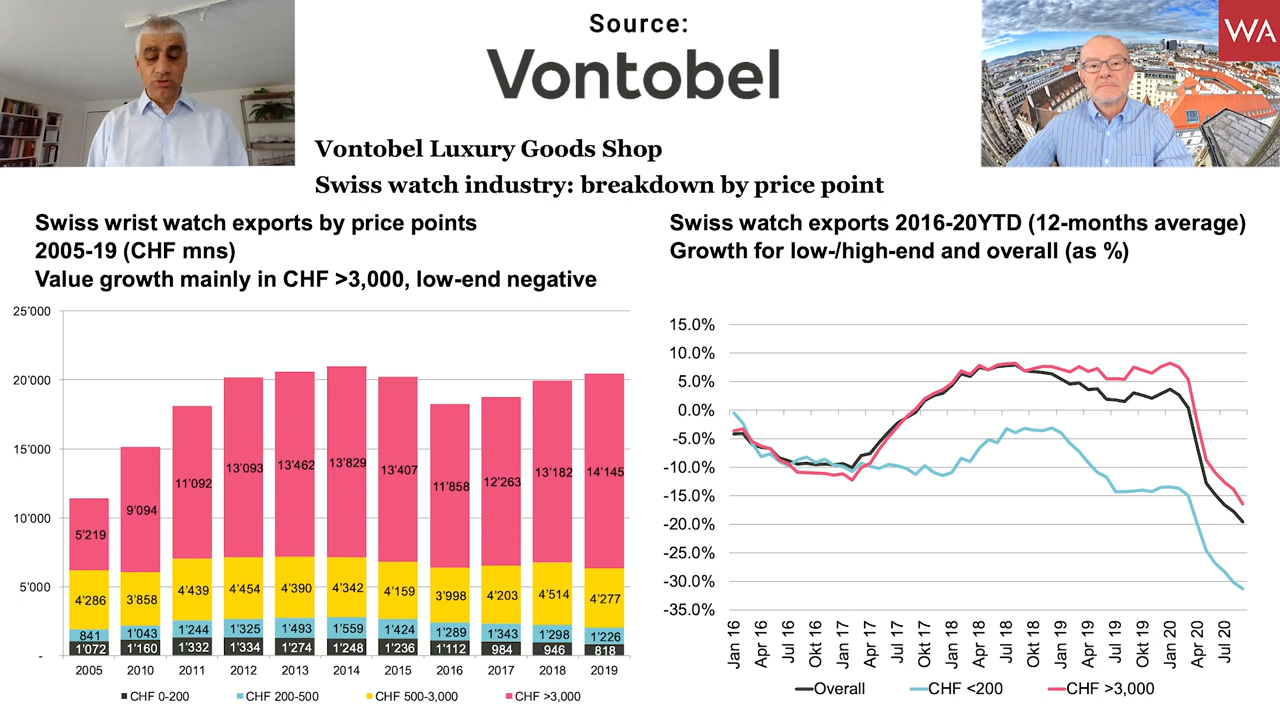 Source:
Vontobel
WA
Vontobel Luxury Goods Shop
Swiss watch industry: breakdown by price point
Swiss wrist watch exports by price points
2005-19 (CHF mns)
Value growth mainly in CHF >3,000, low-end negative
25'000
20'000
15'000
10'000
5'000
-
5'219
9'094
11'092
13'093
13'462
13'829
13'407
11'858
12'263
13'182
14'145
4'286
3'858
4'439
4'454
4'390
4'342
4'159
3'998
4'203
4'514
4'277
841
1'043
1'244
1'325
1'493
1'559
1'424
1'289
1'343
1'298
1'226
1'072
1'160
1'332
1'334
1'274
1'248
1'236
1'112
984
946
818
2005 2010 2011 2012 2013 2014 2015 2016 2017 2018 2019
CHF 0-200 CHF 200-500 CHF 500-3,000 CHF >3,000
Swiss watch exports 2016-20YTD (12-months average)
Growth for low-/high-end and overall (as %)
15.0%
10.0%
5.0%
0.0%
-5.0%
-10.0%
-15.0%
-20.0%
-25.0%
-30.0%
-35.0%
Jan 16
Apr 16
Jul 16
Okt 16
Jan 17
Apr 17
Jul 17
Okt 17
Jan 18
Apr 18
Jul 18
Okt 18
Jan 19
Apr 19
Jul 19
Okt 19
Jan 20
Apr 20
Jul 20
Overall CHF <200 CHF >3,000